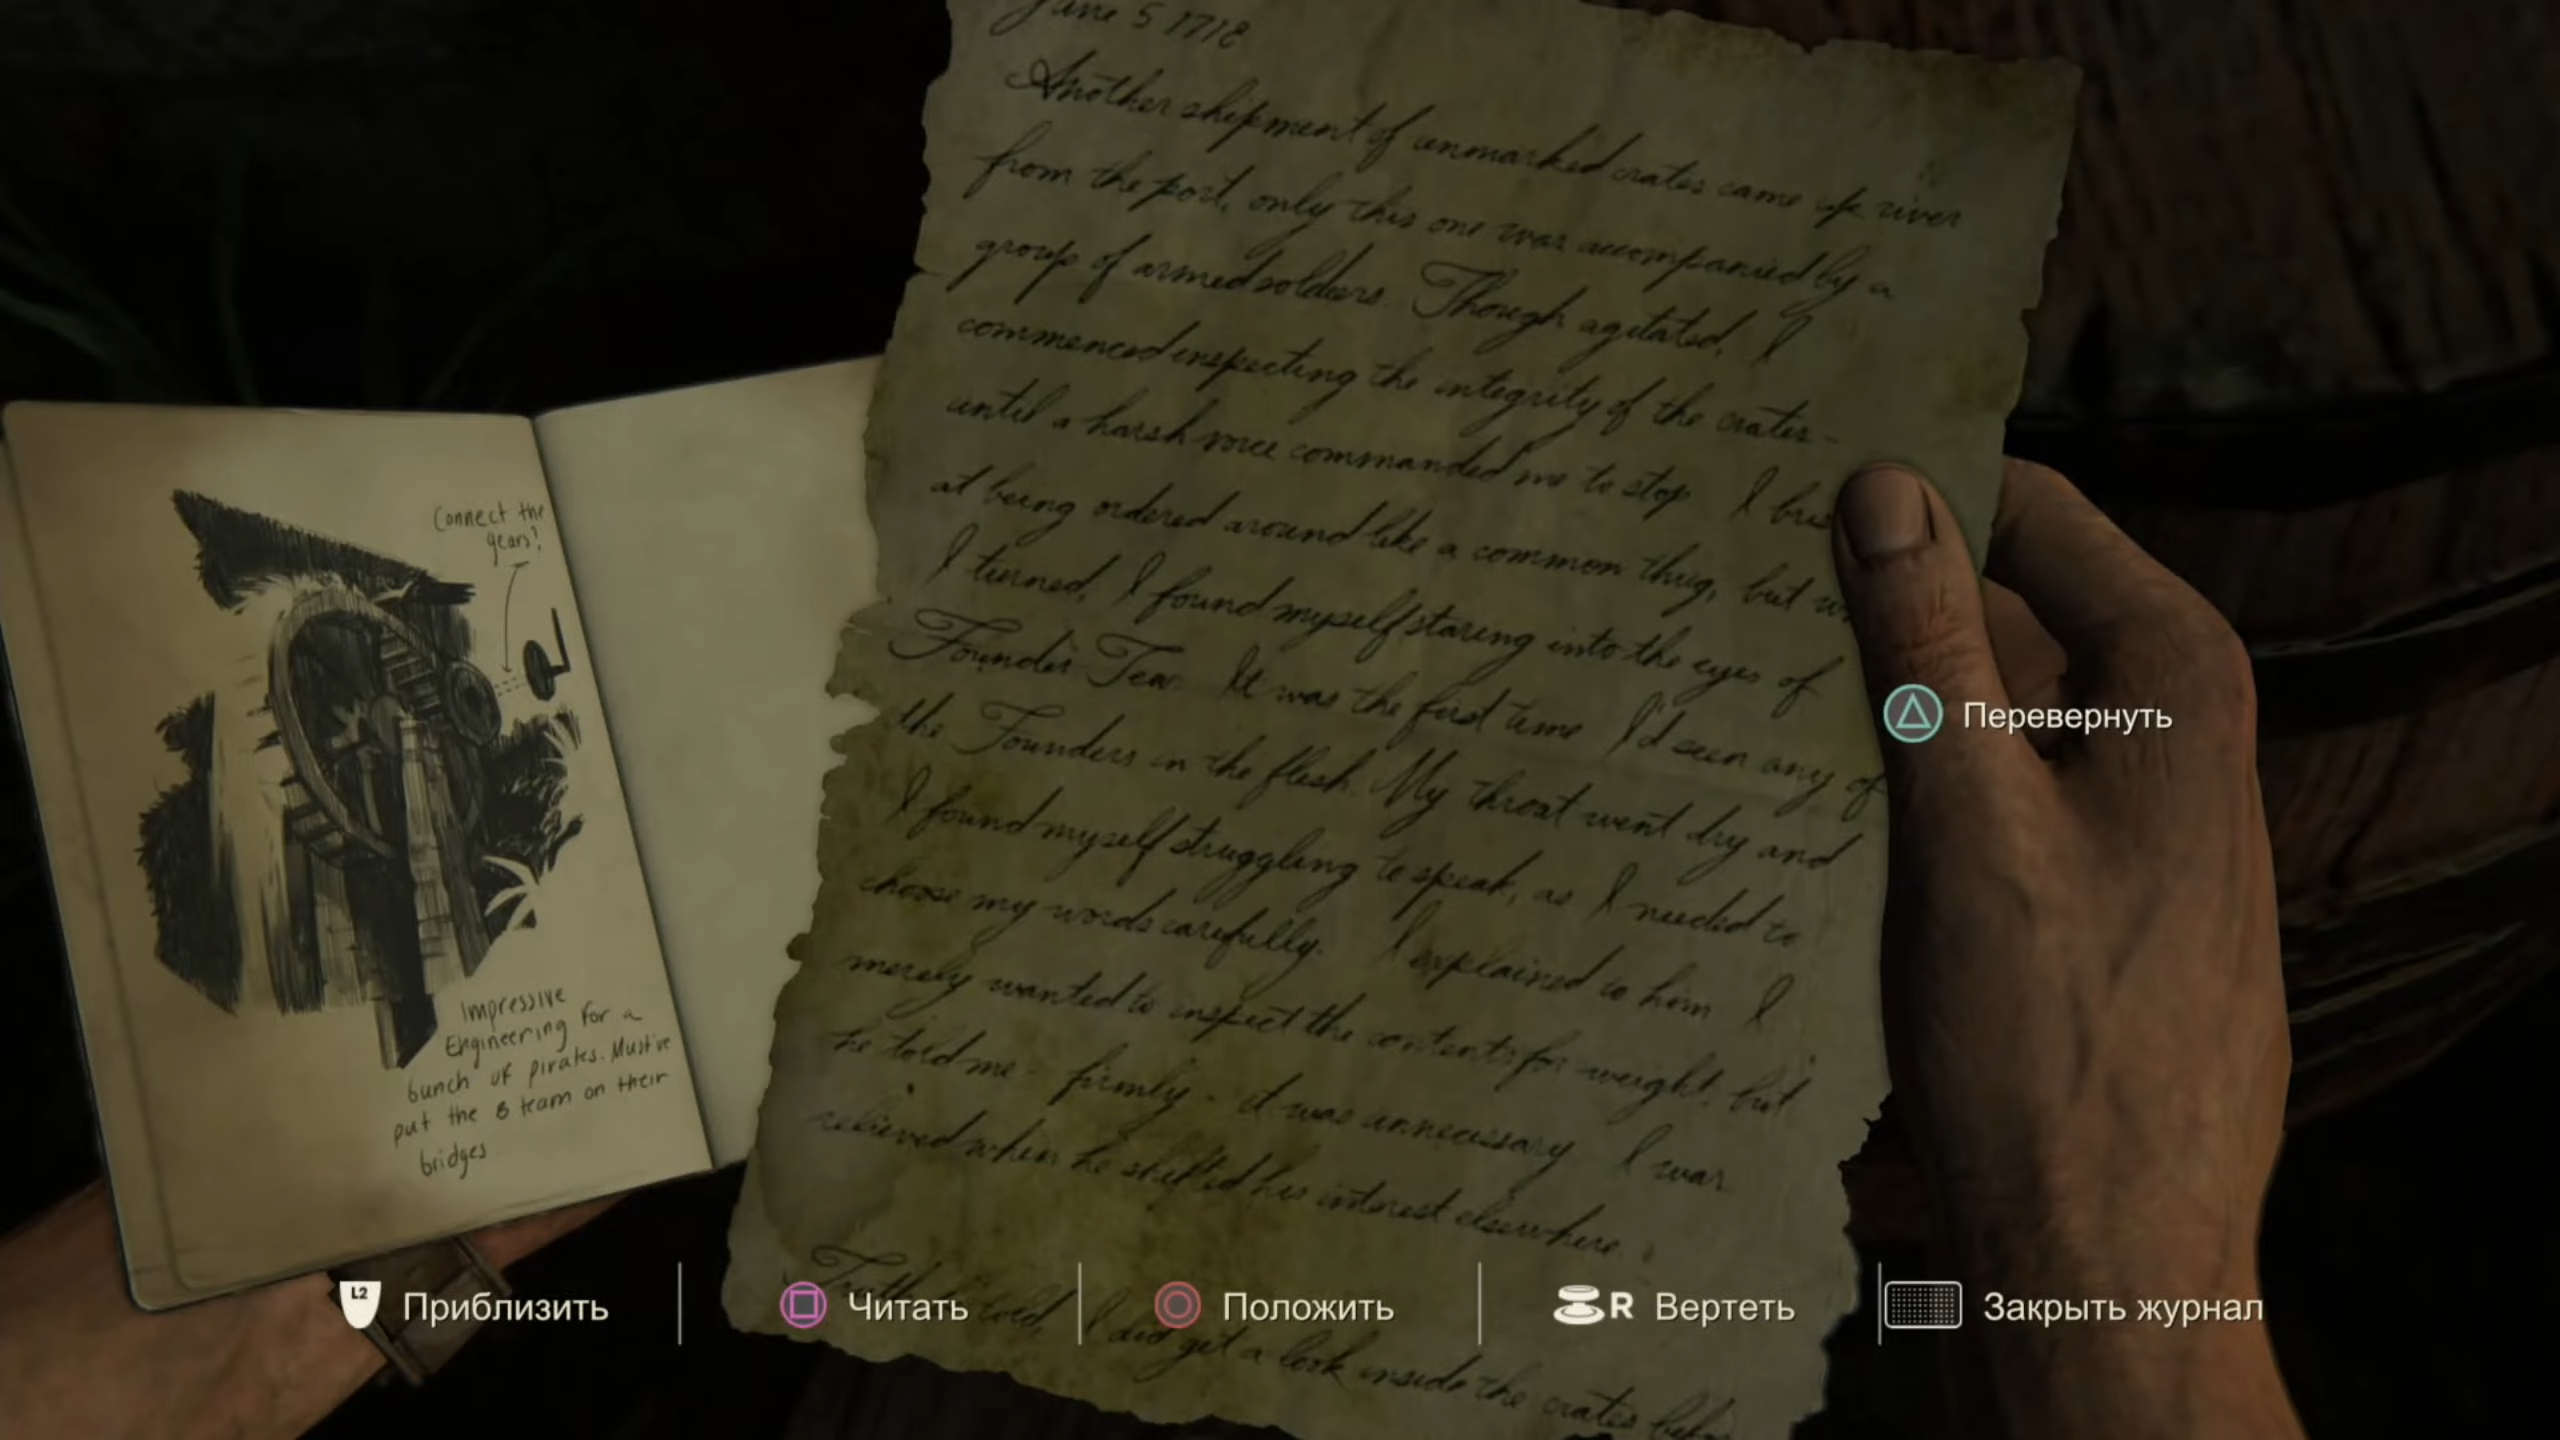 Connect the
gears?
Impressive
Engineering for a
bunch of pirates. Must've
put the B team on their
bridges
June 5 1718
Another shipment of unmarked crates came up river
from the port, only this one was accompanied by a
group of armed soldiers. Though agitated, I
commenced inspecting the integrity of the crates -
until a harsh voice commanded me to stop. I
at being ordered around like a common thug, but
I turned, I found myself staring into the eyes of
Founder Tew. It was the first time I'd seen any of
the Founders in the flesh. My throat went dry and
I found myself struggling to speak, as I needed to
choose my words carefully. I explained to him I
merely wanted to inspect the contents for weight, but
he told me - firmly - it was unnecessary. I was
relieved when he shifted his interest elsewhere.
Truth told, I did get a look inside the crates
Перевернуть
L2 Приблизить
Читать
Положить
R Вертеть
Закрыть журнал